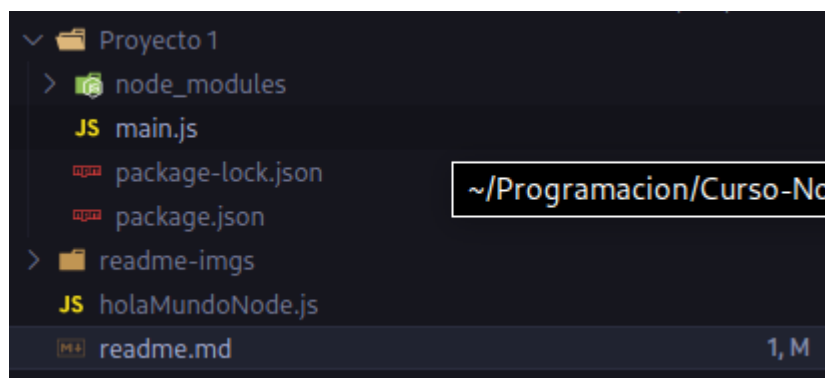 Proyecto 1
node_modules
JS main.js
package-lock.json
~/Programacion/Curso-No
package.json
readme-imgs
JS holaMundoNode.js
readme.md 1, M